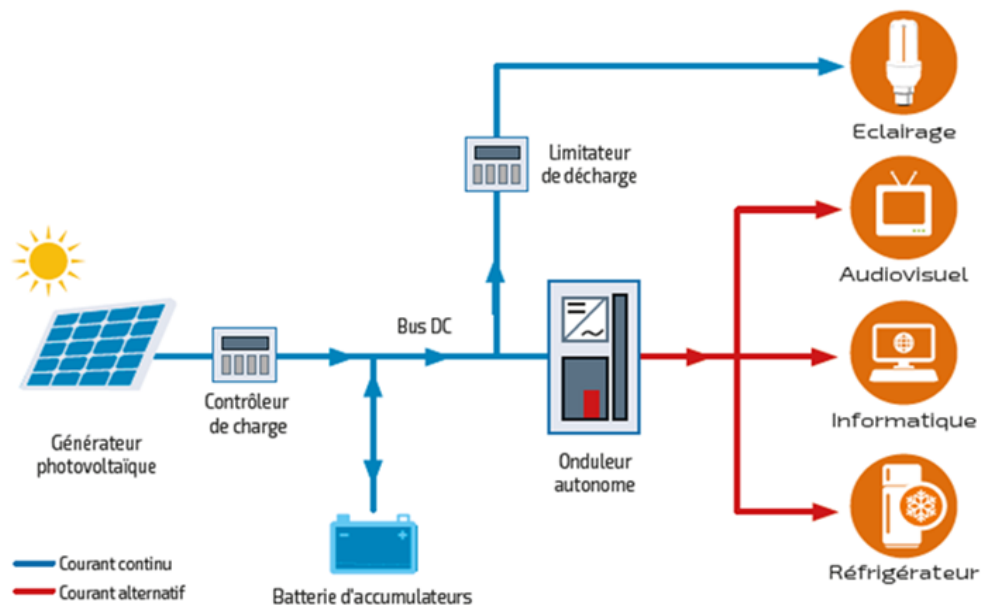 Eclairage
Limitateur
de décharge
Audiovisuel
Bus DC
Contrôleur
de charge
Informatique
Générateur
photovoltaïque
Onduleur
autonome
Courant continu
Réfrigérateur
Courant alternatif
Batterie d'accumulateurs